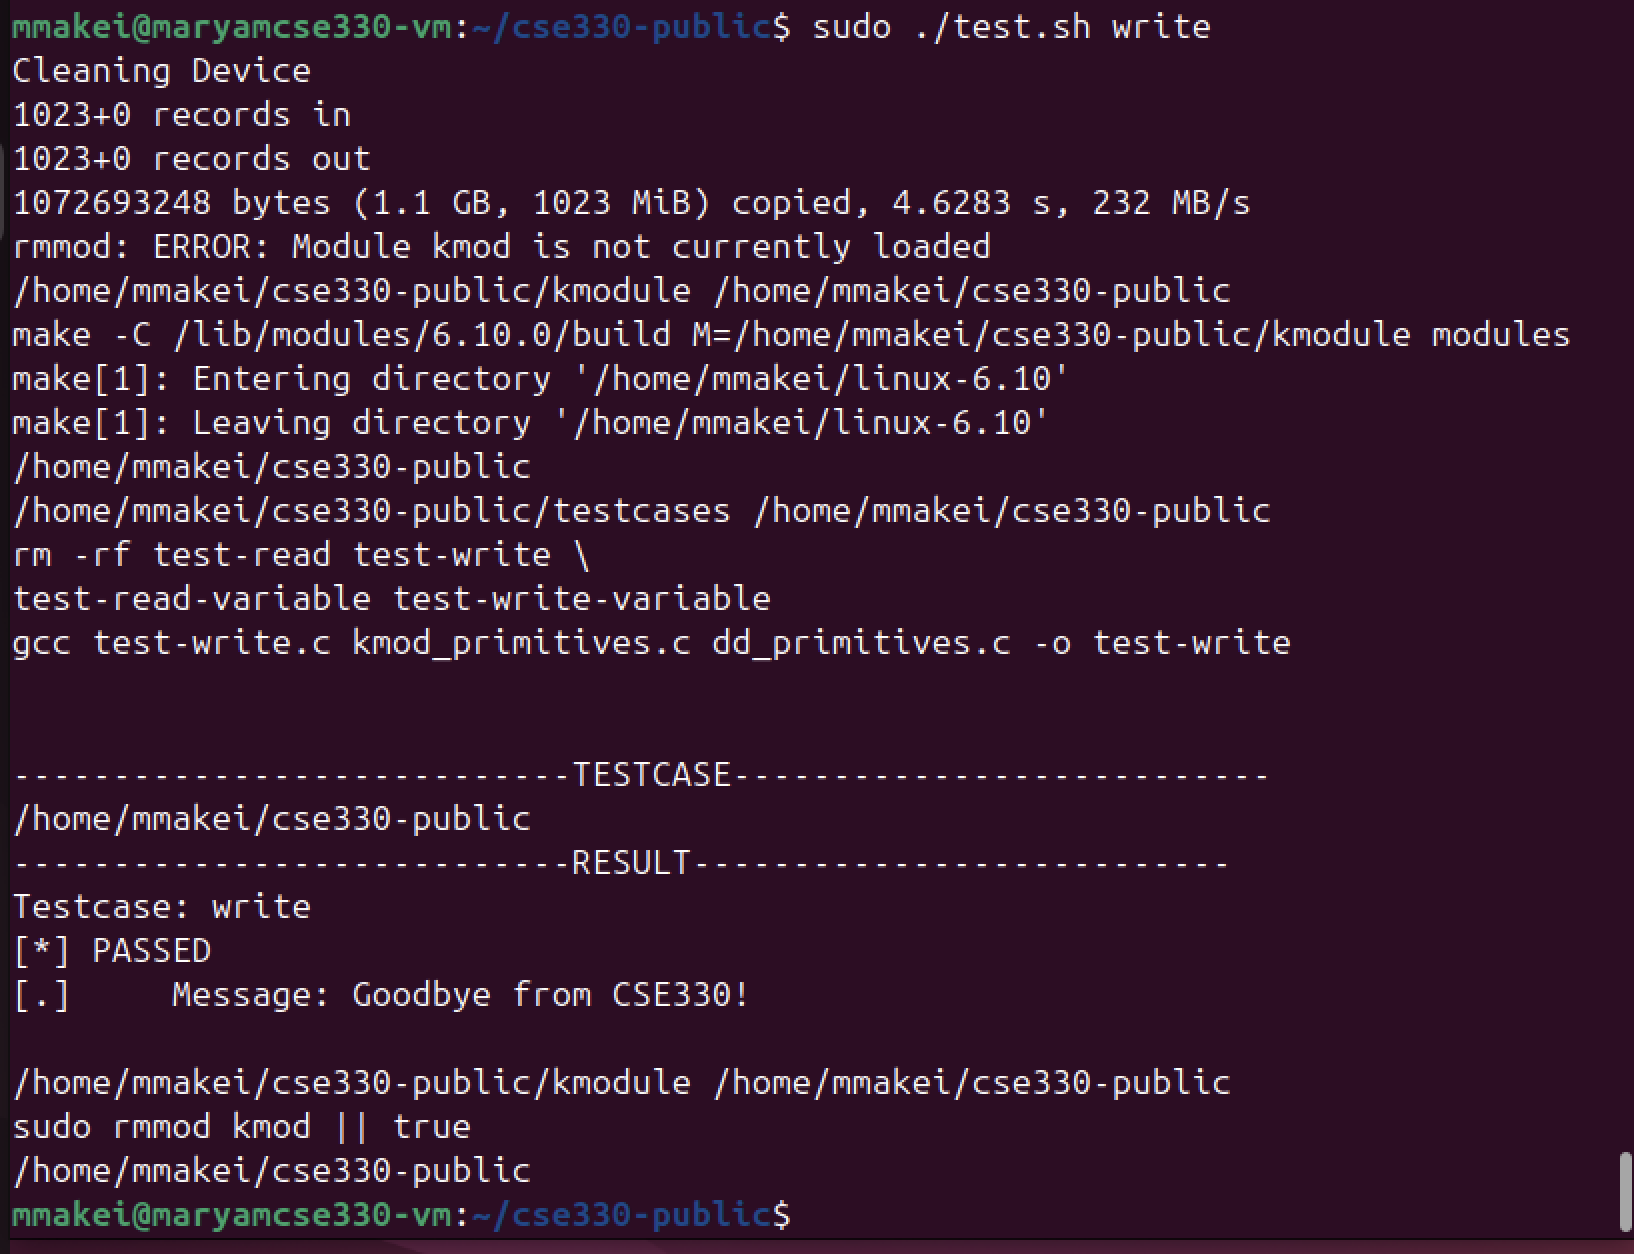 mmakei@maryamcse330-vm:~/cse330-public$ sudo ./test.sh write
Cleaning Device
1023+0 records in
1023+0 records out
1072693248 bytes (1.1 GB, 1023 MiB) copied, 4.6283 s, 232 MB/s
rmmod: ERROR: Module kmod is not currently loaded
/home/mmakei/cse330-public/kmodule /home/mmakei/cse330-public
make -C /lib/modules/6.10.0/build M=/home/mmakei/cse330-public/kmodule modules
make[1]: Entering directory '/home/mmakei/linux-6.10'
make[1]: Leaving directory '/home/mmakei/linux-6.10'
/home/mmakei/cse330-public
/home/mmakei/cse330-public/testcases /home/mmakei/cse330-public
rm -rf test-read test-write \
test-read-variable test-write-variable
gcc test-write.c kmod_primitives.c dd_primitives.c -o test-write
----------------------------TESTCASE---------------------------
/home/mmakei/cse330-public
----------------------------RESULT---------------------------
Testcase: write
[*] PASSED
[.]     Message: Goodbye from CSE330!
/home/mmakei/cse330-public/kmodule /home/mmakei/cse330-public
sudo rmmod kmod || true
/home/mmakei/cse330-public
mmakei@maryamcse330-vm:~/cse330-public$